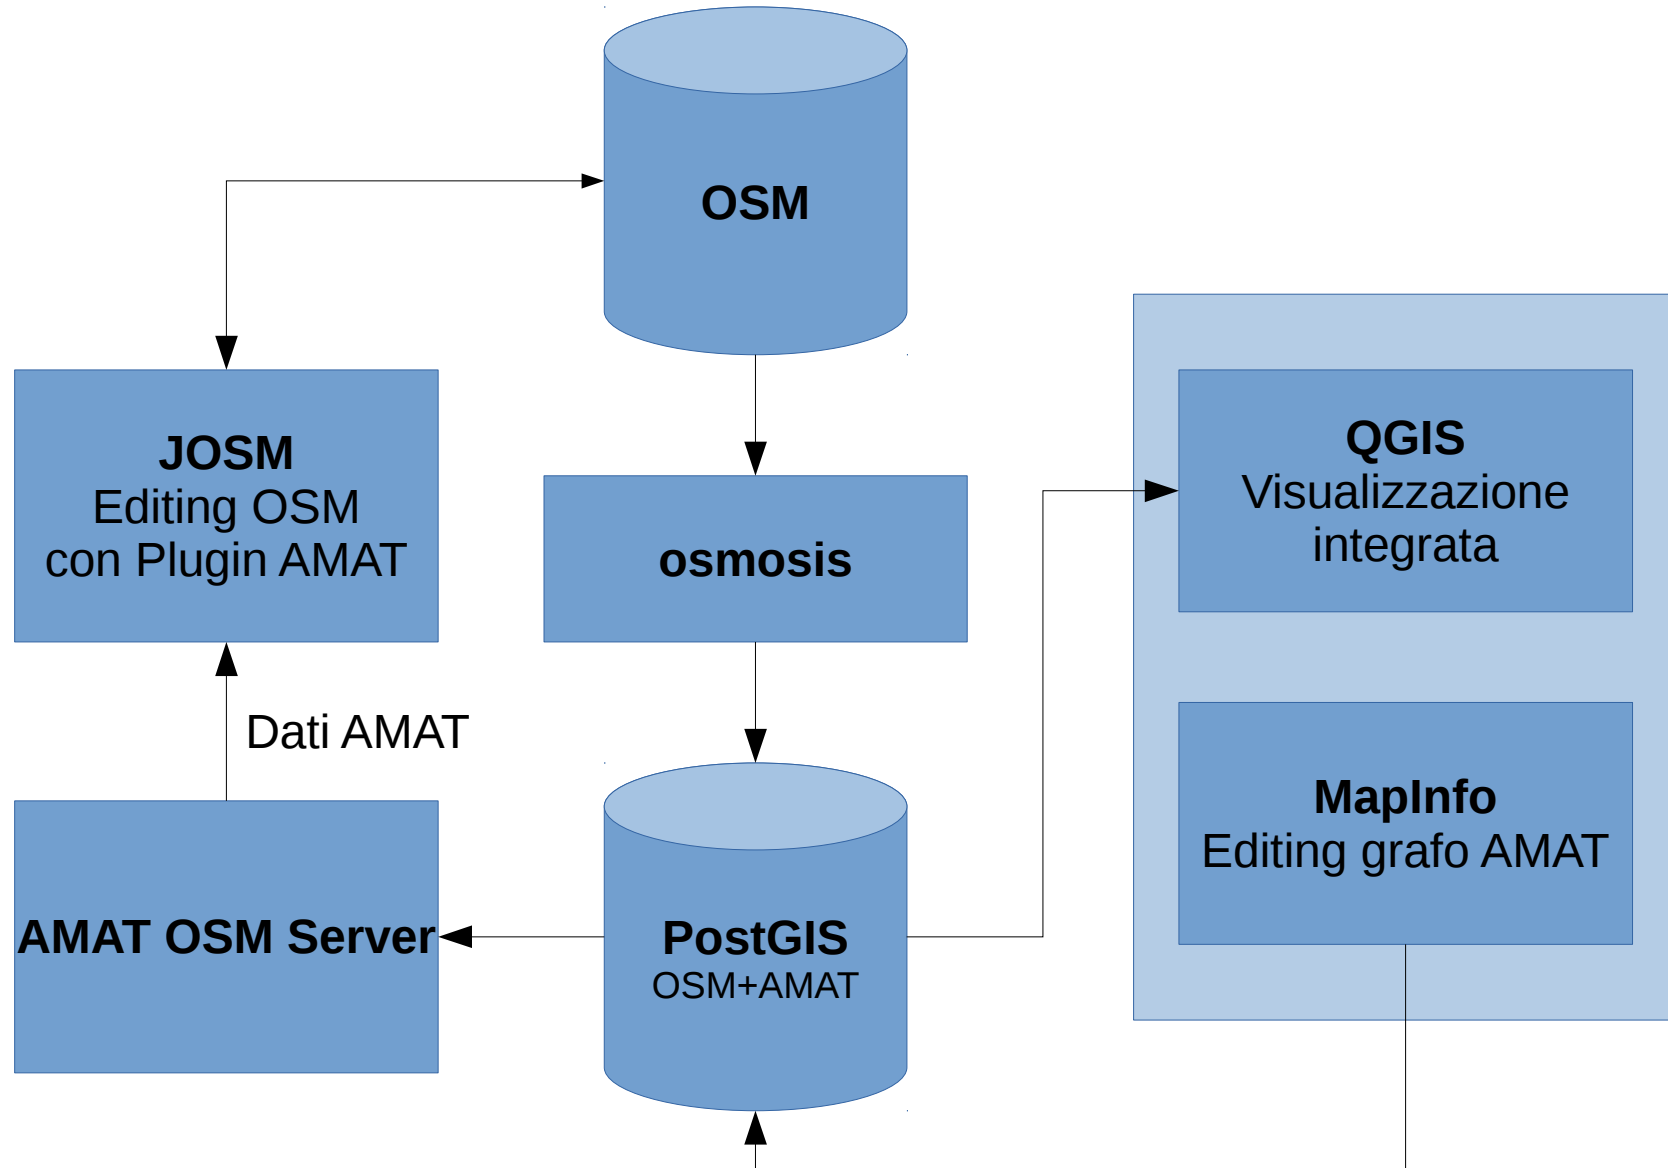 OSM
JOSM
Editing OSM
con Plugin AMAT
osmosis
QGIS
Visualizzazione
integrata
Dati AMAT
MapInfo
Editing grafo AMAT
AMAT OSM Server
PostGIS
OSM+AMAT